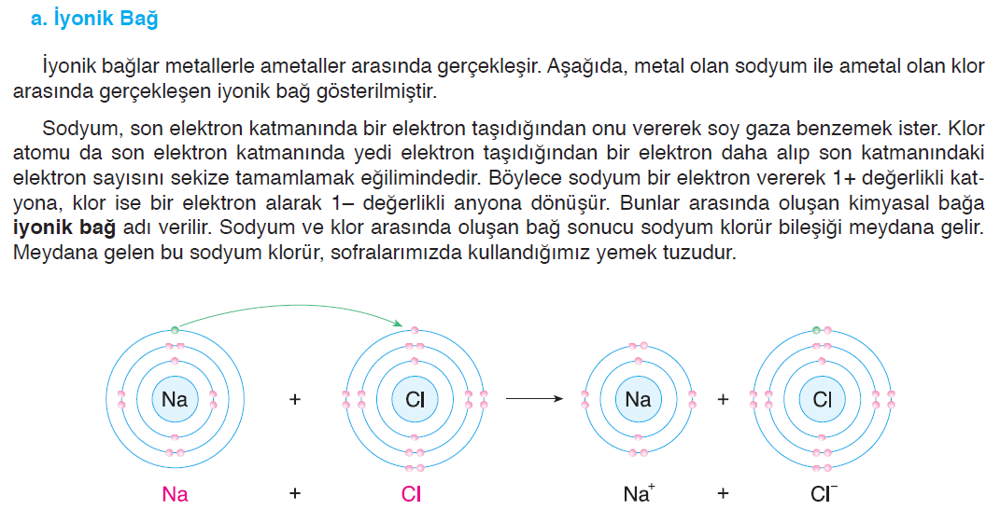 a. İyonik Bağ
İyonik bağlar metallerle ametaller arasında gerçekleşir. Aşağıda, metal olan sodyum ile ametal olan klor
arasında gerçekleşen iyonik bağ gösterilmiştir.
Sodyum, son elektron katmanında bir elektron taşıdığından onu vererek soy gaza benzemek ister. Klor
atomu da son elektron katmanında yedi elektron taşıdığından bir elektron daha alıp son katmanındaki
elektron sayısını sekize tamamlamak eğilimindedir. Böylece sodyum bir elektron vererek 1+ değerlikli kat-
yona, klor ise bir elektron alarak 1– değerlikli anyona dönüşür. Bunlar arasında oluşan kimyasal bağa
iyonik bağ adı verilir. Sodyum ve klor arasında oluşan bağ sonucu sodyum klorür bileşiği meydana gelir.
Meydana gelen bu sodyum klorür, sofralarımızda kullandığımız yemek tuzudur.
Na + Cl Na + Cl
Na + Cl Na⁺ + Cl⁻